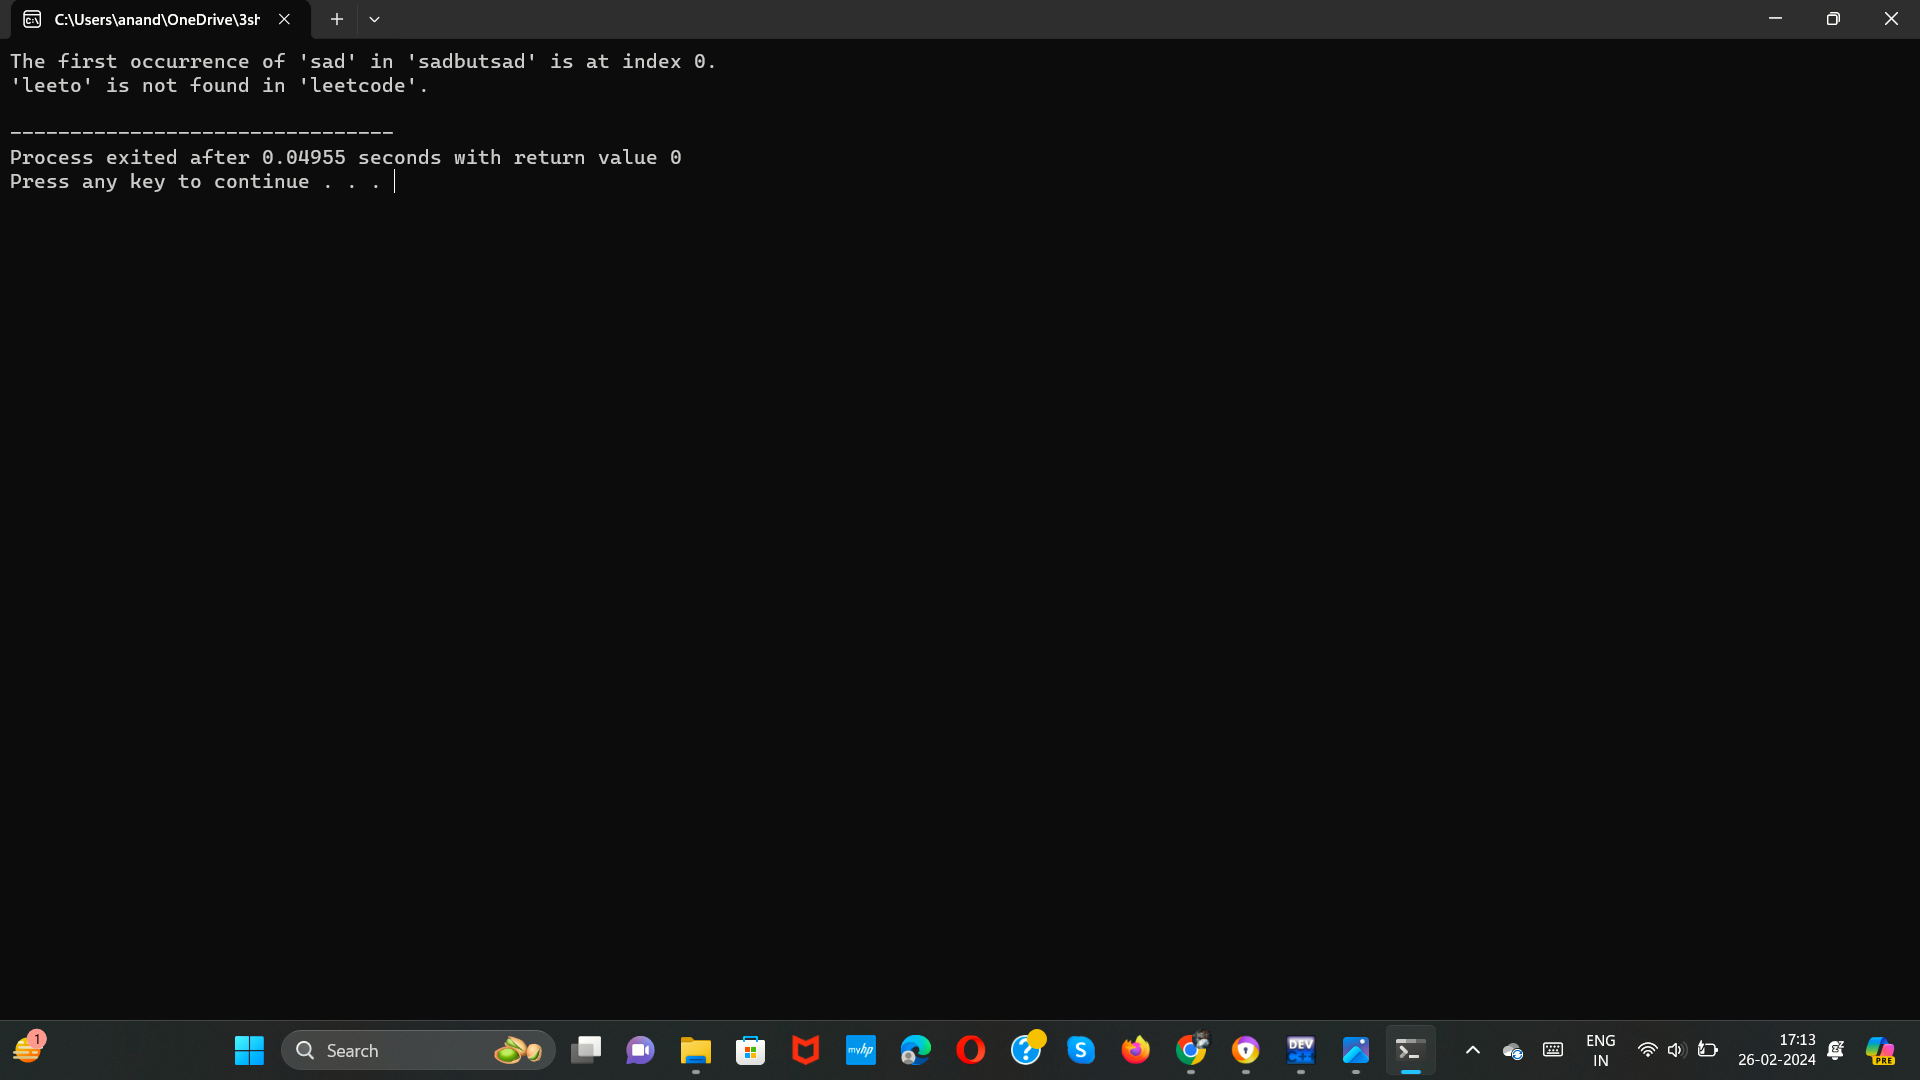 C:\Users\anand\OneDrive\3sh
The first occurrence of 'sad' in 'sadbutsad' is at index 0.
'leeto' is not found in 'leetcode'.
--------------------------------
Process exited after 0.04955 seconds with return value 0
Press any key to continue . . .
1
Search
myhp
S
DEV
C++
ENG
IN
17:13
26-02-2024
PRE